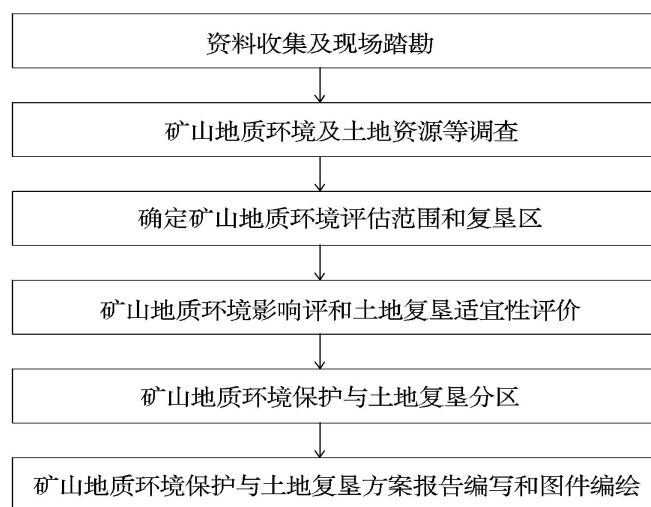 资料收集及现场踏勘
矿山地质环境及土地资源等调查
确定矿山地质环境评估范围和复垦区
矿山地质环境影响评和土地复垦适宜性评价
矿山地质环境保护与土地复垦分区
矿山地质环境保护与土地复垦方案报告编写和图件编绘